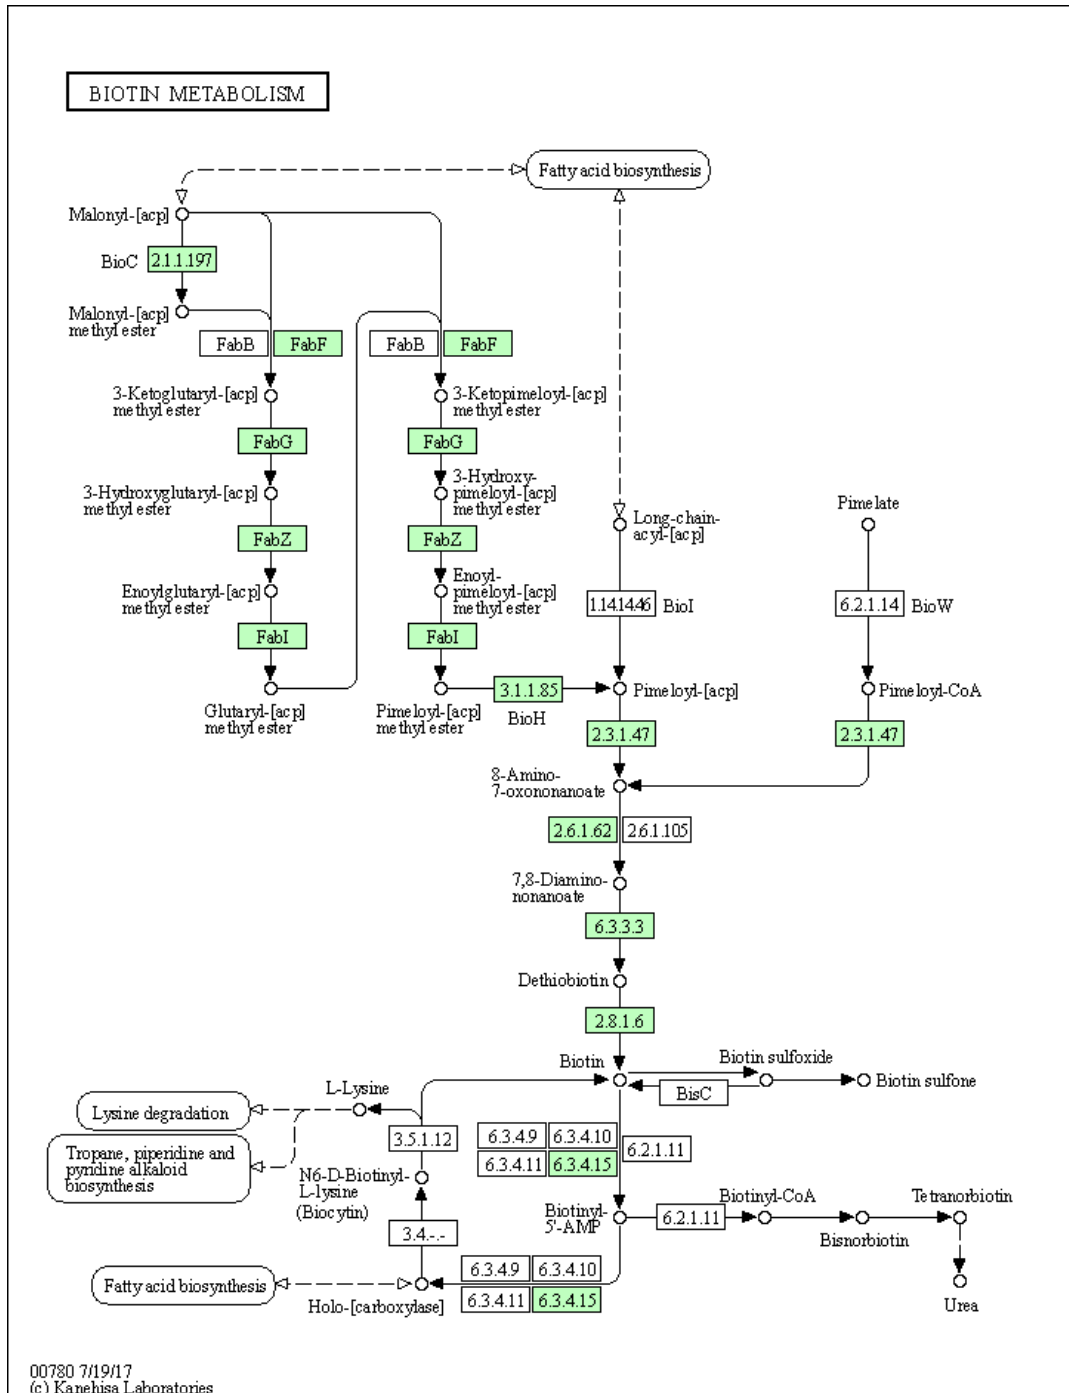 BIOTIN METABOLISM
Fatty acid biosynthesis
Malonyl-[acp]
BioC
2.1.1.197
Malonyl-[acp]
methyl ester
FabB
FabF
FabB
FabF
3-Ketoglutaryl-[acp]
methyl ester
3-Ketopimeloyl-[acp]
methyl ester
FabG
FabG
3-Hydroxyglutaryl-[acp]
methyl ester
3-Hydroxy-
pimeloyl-[acp]
methyl ester
Long-chain-
acyl-[acp]
Pimelate
FabZ
FabZ
Enoylglutaryl-[acp]
methyl ester
Enoyl-
pimeloyl-[acp]
methyl ester
1.14.14.46
BioI
6.2.1.14
BioW
FabI
FabI
Glutaryl-[acp]
methyl ester
Pimeloyl-[acp]
methyl ester
3.1.1.85
BioH
Pimeloyl-[acp]
Pimeloyl-CoA
2.3.1.47
2.3.1.47
8-Amino-
7-oxononanoate
2.6.1.62
2.6.1.105
7,8-Diamino-
nonanoate
6.3.3.3
Dethiobiotin
2.8.1.6
Biotin
Biotin sulfoxide
BisC
Biotin sulfone
L-Lysine
Lysine degradation
Tropane, piperidine and
pyridine alkaloid
biosynthesis
3.5.1.12
6.3.4.9
6.3.4.10
6.3.4.11
6.3.4.15
6.2.1.11
N6-D-Biotinyl-
L-lysine
(Biocytin)
Biotinyl-
5'-AMP
6.2.1.11
Biotinyl-CoA
Bisnorbiotin
Tetranorbiotin
3.4.-.-
Fatty acid biosynthesis
Holo-[carboxylase]
6.3.4.9
6.3.4.10
6.3.4.11
6.3.4.15
Urea
00780 7/19/17
(c) Kanehisa Laboratories